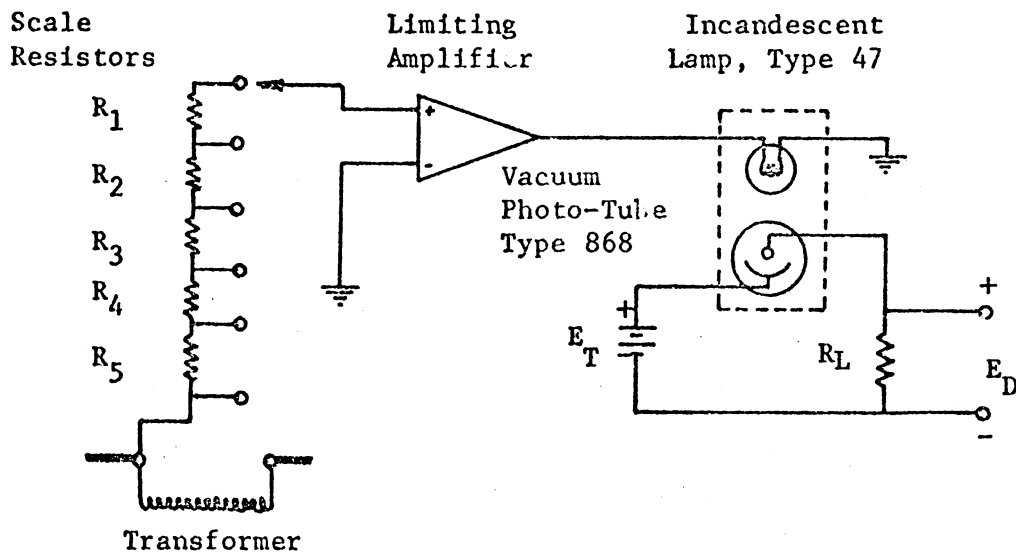 Scale
Resistors
Limiting
Amplifier
Incandescent
Lamp, Type 47
R1
R2
R3
R4
R5
+
-
Vacuum
Photo-Tube
Type 868
+
ET
RL
+
ED
-
Transformer